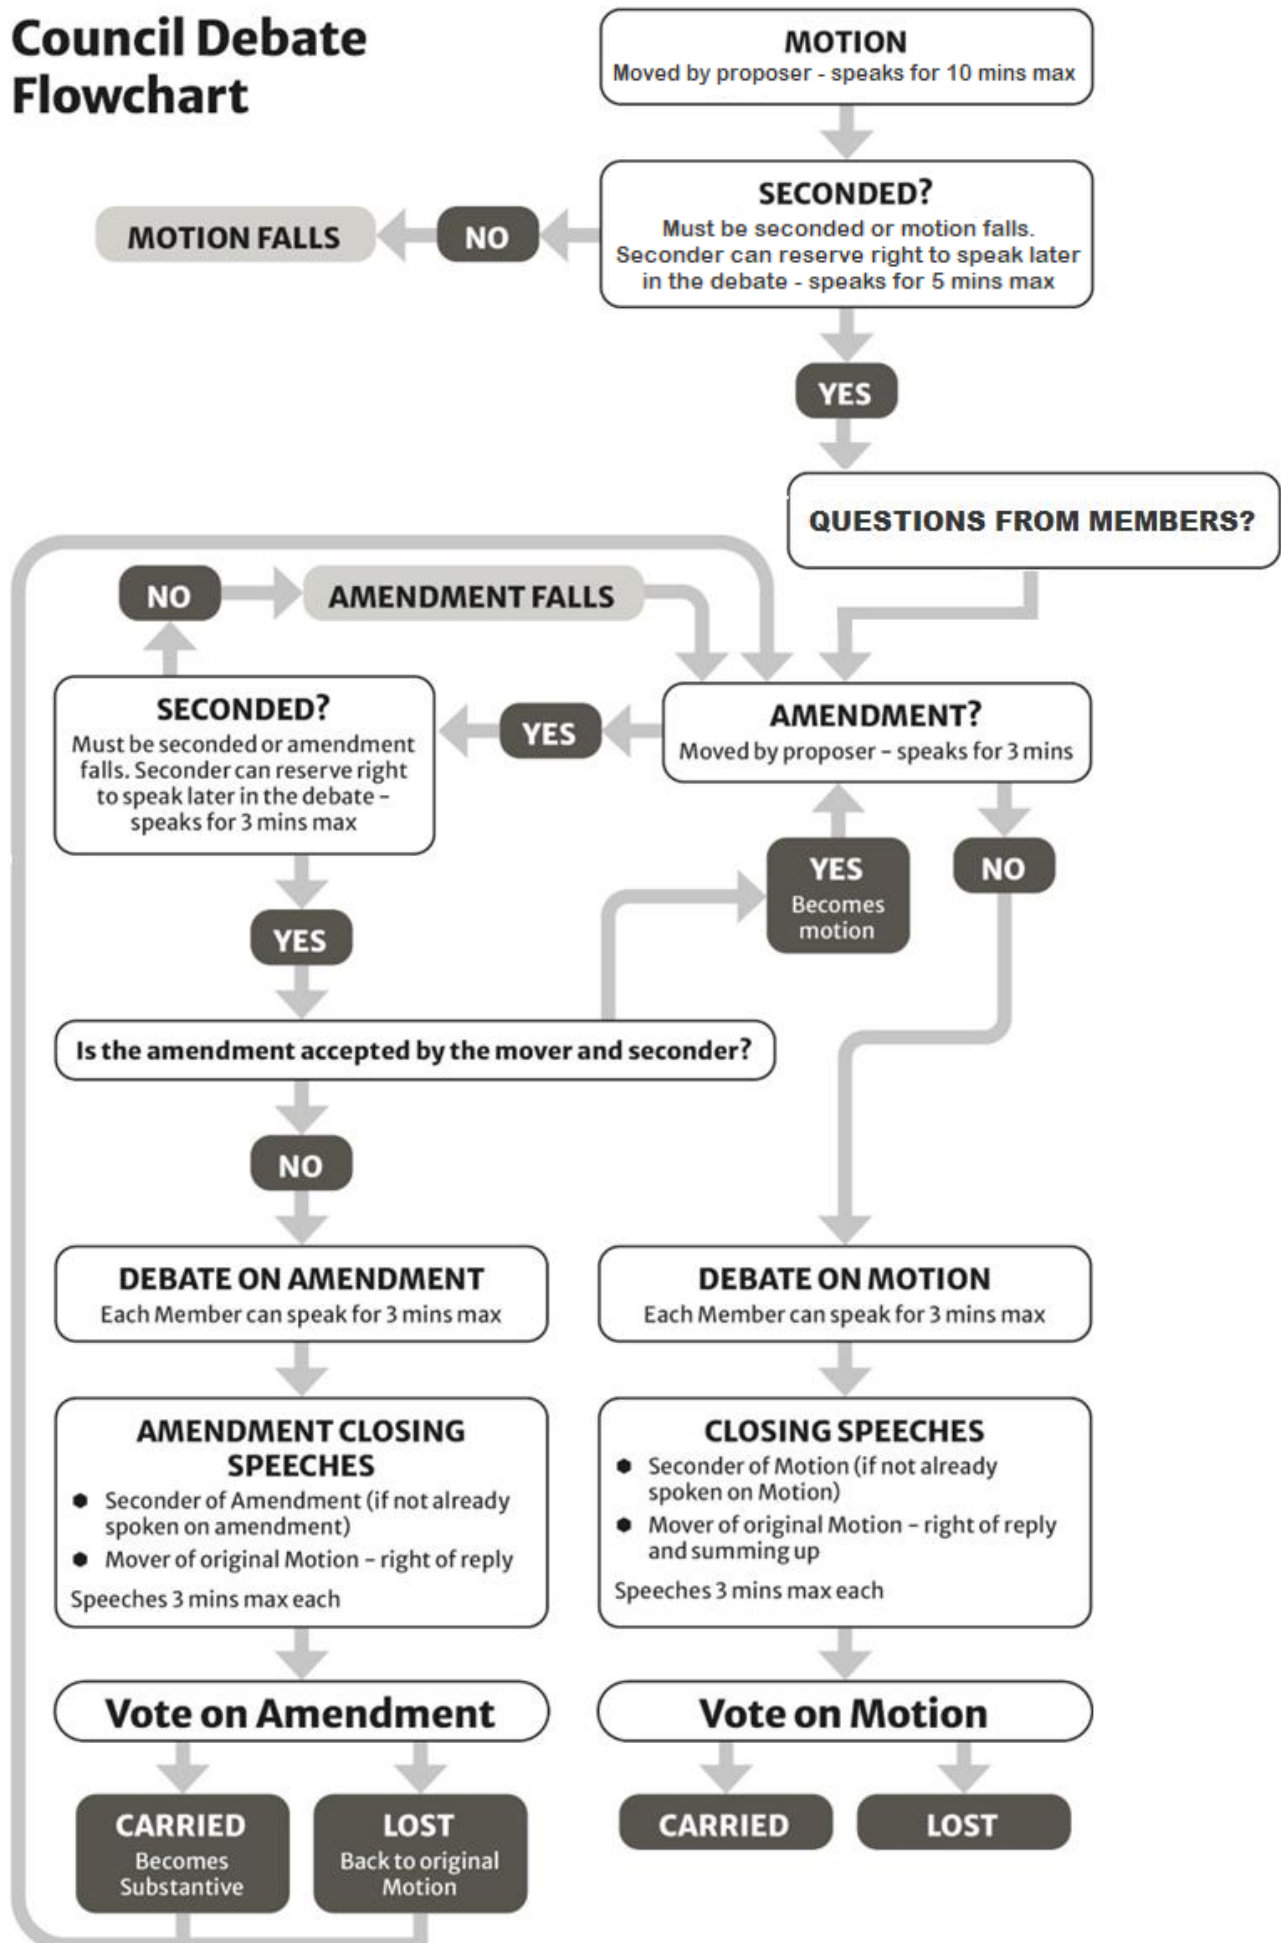 Council Debate
Flowchart
MOTION
Moved by proposer - speaks for 10 mins max
SECONDED?
Must be seconded or motion falls.
Seconder can reserve right to speak later
in the debate - speaks for 5 mins max
NO
MOTION FALLS
YES
QUESTIONS FROM MEMBERS?
NO
AMENDMENT FALLS
SECONDED?
Must be seconded or amendment
falls. Seconder can reserve right
to speak later in the debate –
speaks for 3 mins max
YES
AMENDMENT?
Moved by proposer – speaks for 3 mins
YES
Becomes
motion
NO
YES
Is the amendment accepted by the mover and seconder?
NO
DEBATE ON AMENDMENT
Each Member can speak for 3 mins max
DEBATE ON MOTION
Each Member can speak for 3 mins max
AMENDMENT CLOSING
SPEECHES
● Seconder of Amendment (if not already
spoken on amendment)
● Mover of original Motion – right of reply
Speeches 3 mins max each
CLOSING SPEECHES
● Seconder of Motion (if not already
spoken on Motion)
● Mover of original Motion – right of reply
and summing up
Speeches 3 mins max each
Vote on Amendment
Vote on Motion
CARRIED
Becomes
Substantive
LOST
Back to original
Motion
CARRIED
LOST